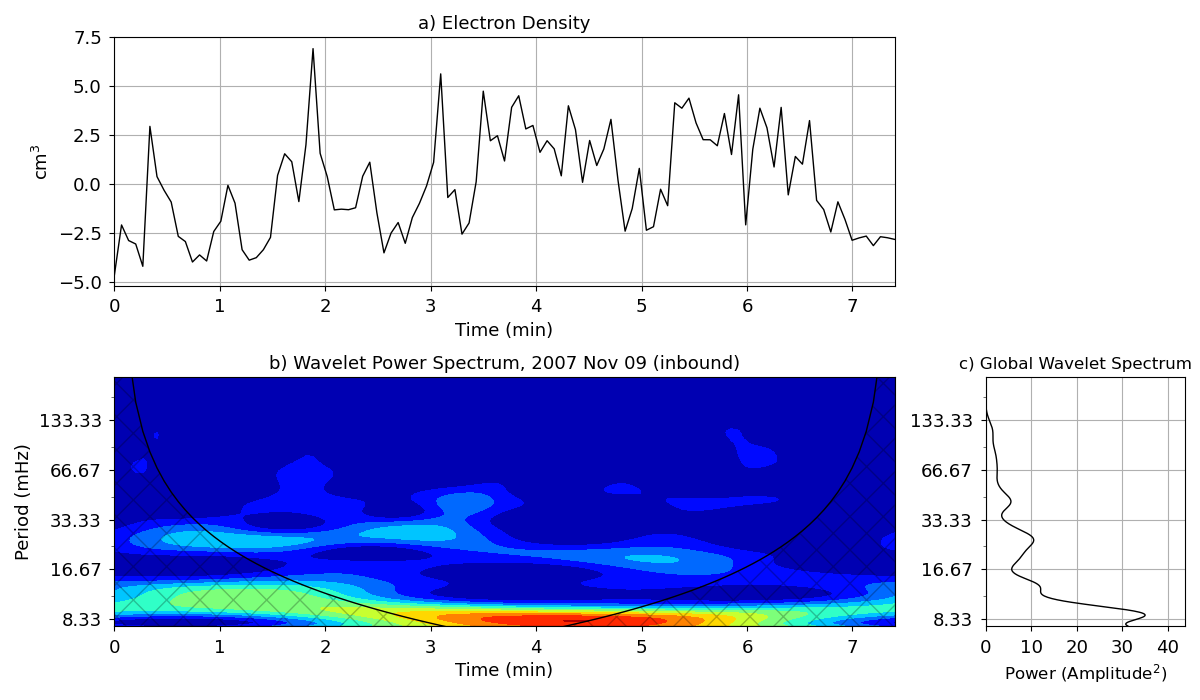 a) Electron Density
7.5
5.0
2.5
0.0
−2.5
−5.0
cm³
0 1 2 3 4 5 6 7
Time (min)
b) Wavelet Power Spectrum, 2007 Nov 09 (inbound)
133.33
66.67
33.33
16.67
8.33
Period (mHz)
0 1 2 3 4 5 6 7
Time (min)
c) Global Wavelet Spectrum
133.33
66.67
33.33
16.67
8.33
0 10 20 30 40
Power (Amplitude²)